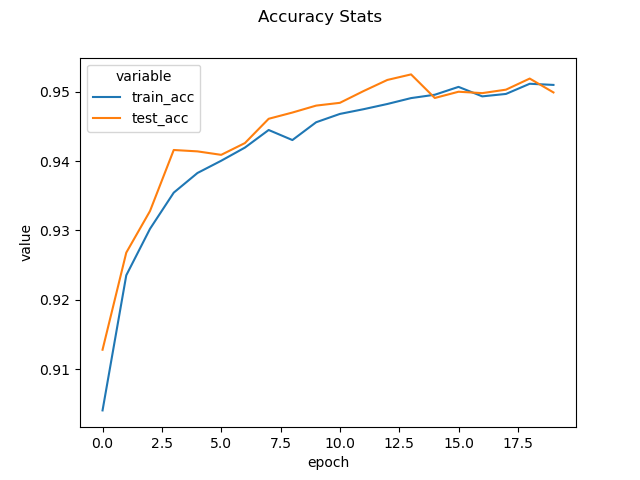 Accuracy Stats
variable
train_acc
test_acc
0.95
0.94
0.93
0.92
0.91
value
0.0 2.5 5.0 7.5 10.0 12.5 15.0 17.5
epoch